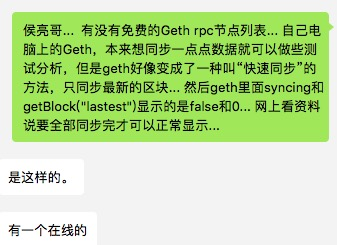 侯亮哥... 有没有免费的Geth rpc节点列表... 自己电
脑上的Geth，本来想同步一点点数据就可以做些测
试分析，但是geth好像变成了一种叫“快速同步”的
方法，只同步最新的区块... 然后geth里面syncing和
getBlock("lastest")显示的是false和0... 网上看资料
说要全部同步完才可以正常显示...
是这样的。
有一个在线的